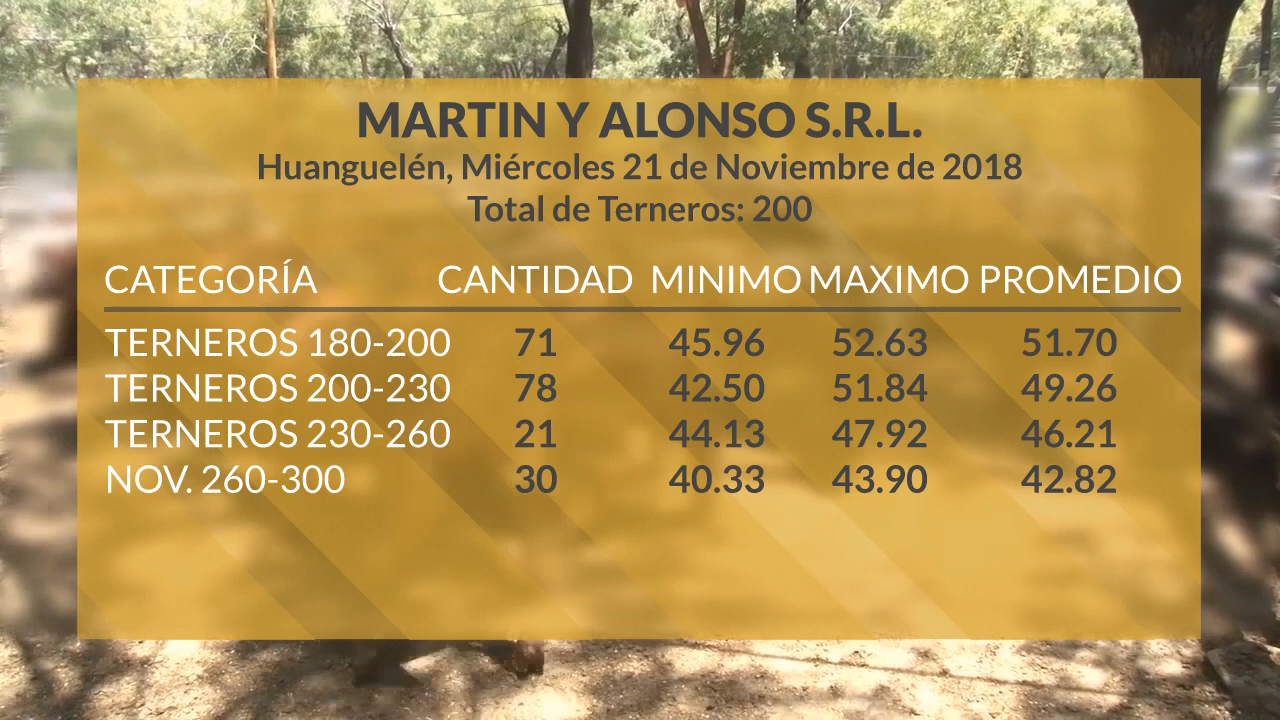 MARTIN Y ALONSO S.R.L.
Huanguelén, Miércoles 21 de Noviembre de 2018
Total de Terneros: 200
CATEGORÍA CANTIDAD MINIMO MAXIMO PROMEDIO
TERNEROS 180-200 71 45.96 52.63 51.70
TERNEROS 200-230 78 42.50 51.84 49.26
TERNEROS 230-260 21 44.13 47.92 46.21
NOV. 260-300 30 40.33 43.90 42.82